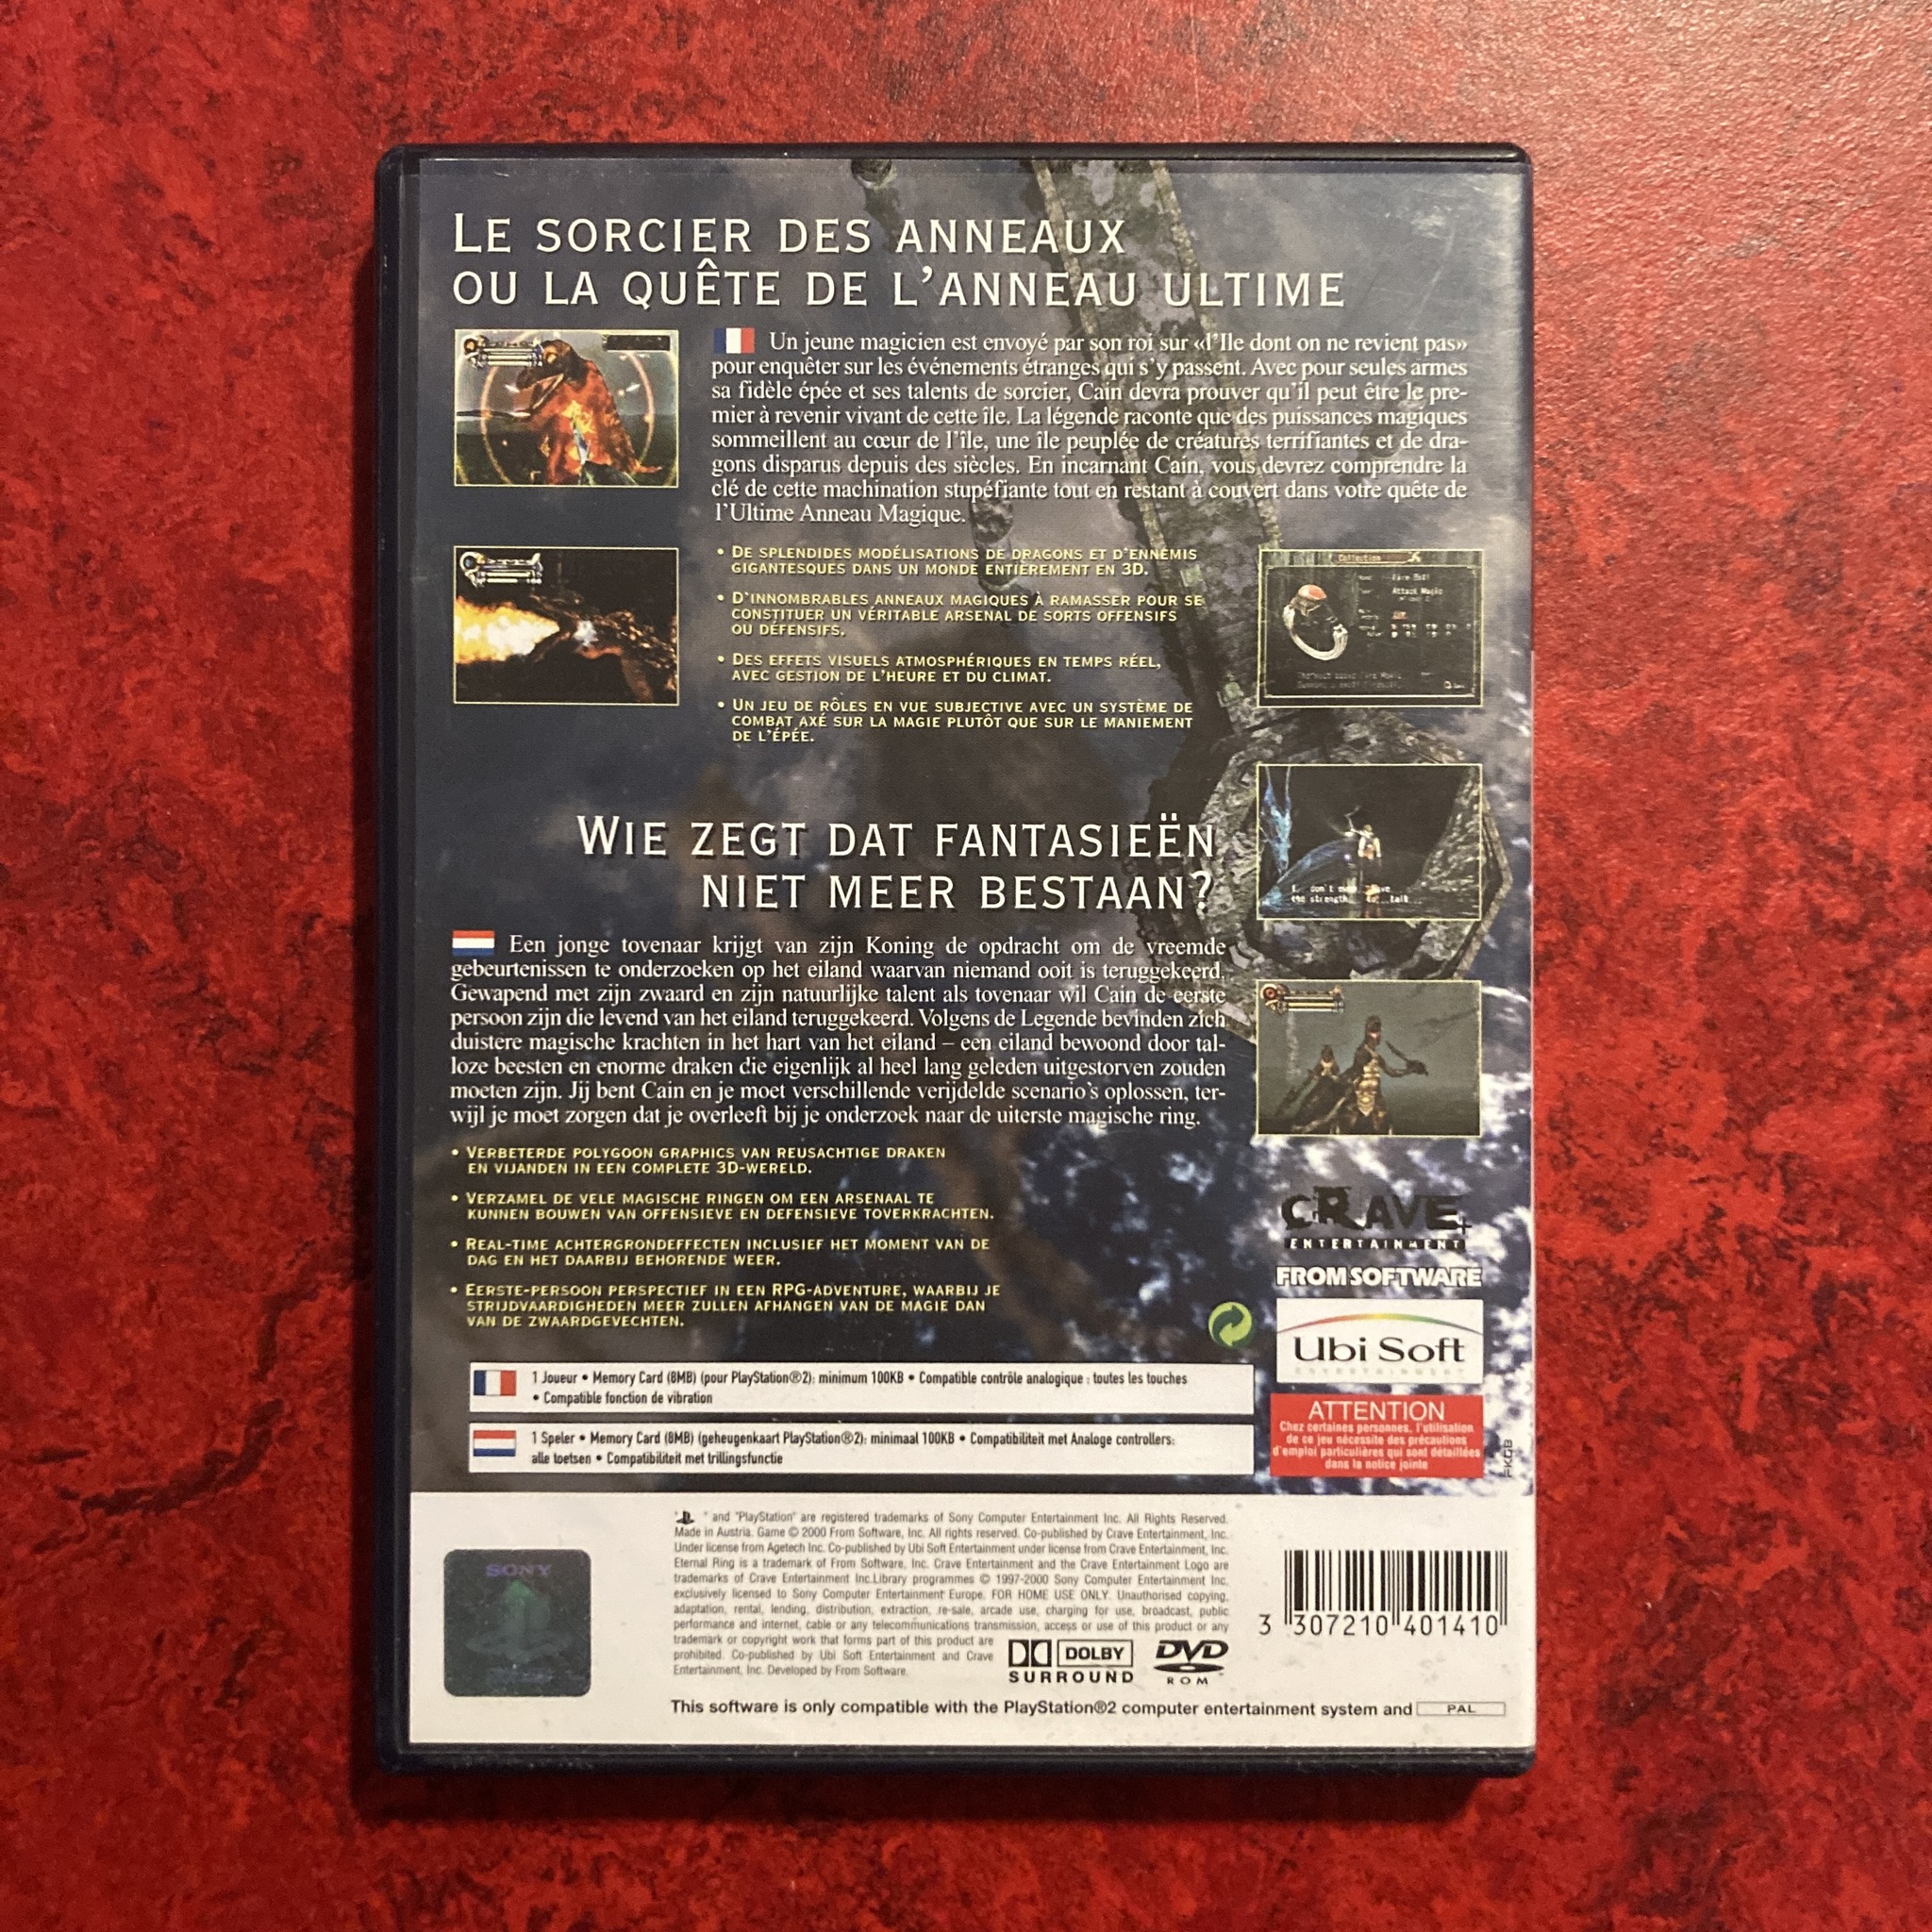 LE SORCIER DES ANNEAUX
OU LA QUÊTE DE L'ANNEAU ULTIME
Un jeune magicien est envoyé par son roi sur «l'Ile dont on ne revient pas»
pour enquêter sur les événements étranges qui s'y passent. Avec pour seules armes
sa fidèle épée et ses talents de sorcier, Cain devra prouver qu'il peut être le pre-
mier à revenir vivant de cette île. La légende raconte que des puissances magiques
sommeillent au cœur de l'île, une île peuplée de créatures terrifiantes et de dra-
gons disparus depuis des siècles. En incarnant Cain, vous devrez comprendre la
clé de cette machination stupéfiante tout en restant à couvert dans votre quête de
l'Ultime Anneau Magique.
• DE SPLENDIDES MODÉLISATIONS DE DRAGONS ET D'ENNEMIS
GIGANTESQUES DANS UN MONDE ENTIÈREMENT EN 3D.
• D'INNOMBRABLES ANNEAUX MAGIQUES À RAMASSER POUR SE
CONSTITUER UN VÉRITABLE ARSENAL DE SORTS OFFENSIFS
OU DÉFENSIFS.
• DES EFFETS VISUELS ATMOSPHÉRIQUES EN TEMPS RÉEL,
AVEC GESTION DE L'HEURE ET DU CLIMAT.
• UN JEU DE RÔLES EN VUE SUBJECTIVE AVEC UN SYSTÈME DE
COMBAT AXÉ SUR LA MAGIE PLUTÔT QUE SUR LE MANIEMENT
DE L'ÉPÉE.
Collection
Attack Magic
WIE ZEGT DAT FANTASIEËN
NIET MEER BESTAAN?
the strength talk
Een jonge tovenaar krijgt van zijn Koning de opdracht om de vreemde
gebeurtenissen te onderzoeken op het eiland waarvan niemand ooit is teruggekeerd.
Gewapend met zijn zwaard en zijn natuurlijke talent als tovenaar wil Cain de eerste
persoon zijn die levend van het eiland teruggekeerd. Volgens de Legende bevinden zich
duistere magische krachten in het hart van het eiland – een eiland bewoond door tal-
loze beesten en enorme draken die eigenlijk al heel lang geleden uitgestorven zouden
moeten zijn. Jij bent Cain en je moet verschillende verijdelde scenario's oplossen, ter-
wijl je moet zorgen dat je overleeft bij je onderzoek naar de uiterste magische ring.
• VERBETERDE POLYGOON GRAPHICS VAN REUSACHTIGE DRAKEN
EN VIJANDEN IN EEN COMPLETE 3D-WERELD.
• VERZAMEL DE VELE MAGISCHE RINGEN OM EEN ARSENAAL TE
KUNNEN BOUWEN VAN OFFENSIEVE EN DEFENSIEVE TOVERKRACHTEN.
• REAL-TIME ACHTERGRONDEFFECTEN INCLUSIEF HET MOMENT VAN DE
DAG EN HET DAARBIJ BEHORENDE WEER.
• EERSTE-PERSOON PERSPECTIEF IN EEN RPG-ADVENTURE, WAARBIJ JE
STRIJDVAARDIGHEDEN MEER ZULLEN AFHANGEN VAN DE MAGIE DAN
VAN DE ZWAARDGEVECHTEN.
CRAVE
ENTERTAINMENT
FROMSOFTWARE
Ubi Soft
ENTERTAINMENT
1 Joueur • Memory Card (8MB) (pour PlayStation®2): minimum 100KB • Compatible contrôle analogique : toutes les touches
• Compatible fonction de vibration
1 Speler • Memory Card (8MB) (geheugenkaart PlayStation®2): minimaal 100KB • Compatibiliteit met Analoge controllers:
alle toetsen • Compatibiliteit met trillingsfunctie
ATTENTION
Chez certaines personnes, l'utilisation
de ce jeu nécessite des précautions
d'emploi particulières qui sont détaillées
dans la notice jointe
FKGB
" and "PlayStation" are registered trademarks of Sony Computer Entertainment Inc. All Rights Reserved.
Made in Austria. Game © 2000 From Software, Inc. All rights reserved. Co-published by Crave Entertainment, Inc.
Under license from Agetech Inc. Co-published by Ubi Soft Entertainment under license from Crave Entertainment, Inc.
Eternal Ring is a trademark of From Software, Inc. Crave Entertainment and the Crave Entertainment Logo are
trademarks of Crave Entertainment Inc.Library programmes © 1997-2000 Sony Computer Entertainment Inc.
exclusively licensed to Sony Computer Entertainment Europe. FOR HOME USE ONLY. Unauthorised copying,
adaptation, rental, lending, distribution, extraction, re-sale, arcade use, charging for use, broadcast, public
performance and internet, cable or any telecommunications transmission, access or use of this product or any
trademark or copyright work that forms part of this product are
prohibited. Co-published by Ubi Soft Entertainment and Crave
Entertainment, Inc. Developed by From Software.
SONY
DOLBY
SURROUND
DVD
ROM
3 307210 401410
This software is only compatible with the PlayStation®2 computer entertainment system and PAL